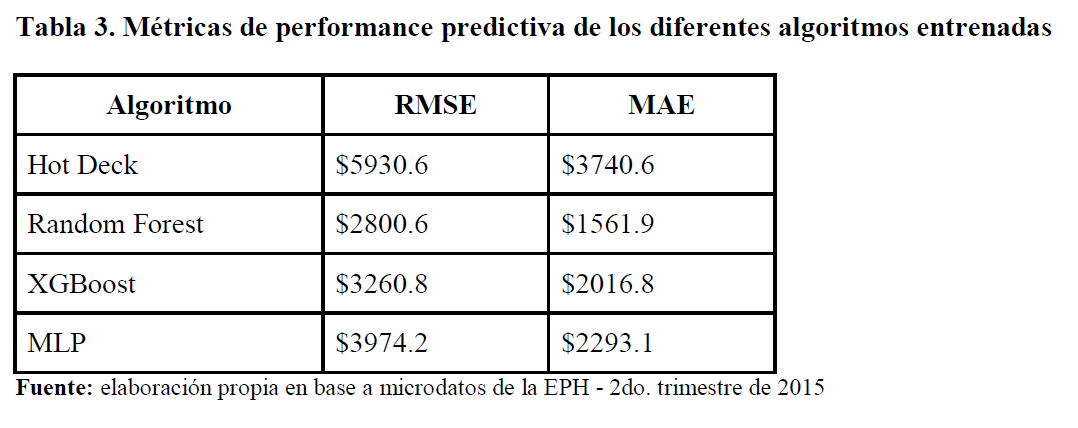 Tabla 3. Métricas de performance predictiva de los diferentes algoritmos entrenadas
Algoritmo RMSE MAE
Hot Deck $5930.6 $3740.6
Random Forest $2800.6 $1561.9
XGBoost $3260.8 $2016.8
MLP $3974.2 $2293.1
Fuente: elaboración propia en base a microdatos de la EPH - 2do. trimestre de 2015